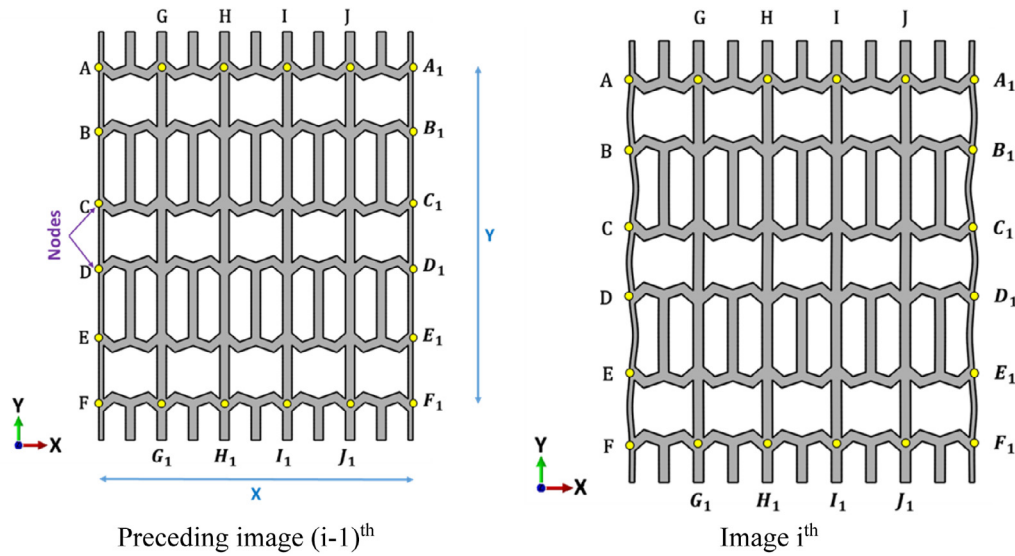 G H I J
A A₁
B B₁
C C₁
Nodes
D D₁
Y
E E₁
F F₁
Y
X
G₁ H₁ I₁ J₁
X
Preceding image (i-1)ᵗʰ
G H I J
A A₁
B B₁
C C₁
D D₁
E E₁
F F₁
Y
X
G₁ H₁ I₁ J₁
Image iᵗʰ